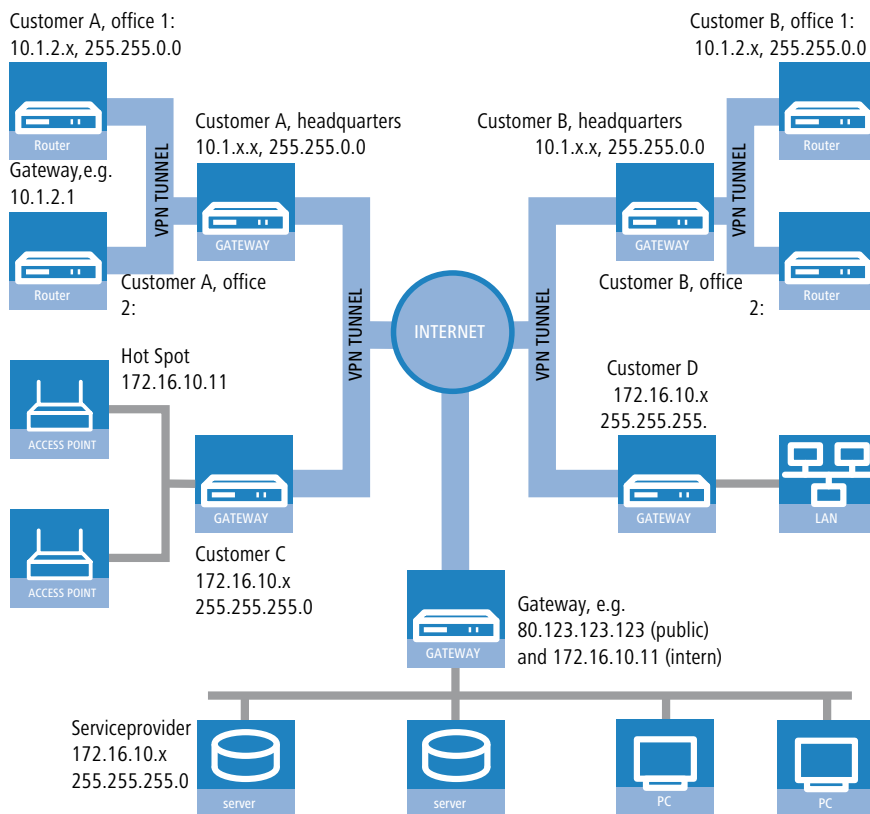 Customer A, office 1:
10.1.2.x, 255.255.0.0
Customer B, office 1:
10.1.2.x, 255.255.0.0
Router
Router
Customer A, headquarters
10.1.x.x, 255.255.0.0
Customer B, headquarters
10.1.x.x, 255.255.0.0
Gateway,e.g.
10.1.2.1
VPN TUNNEL
VPN TUNNEL
GATEWAY
GATEWAY
Router
Router
Customer A, office
2:
Customer B, office
2:
VPN TUNNEL
INTERNET
VPN TUNNEL
Hot Spot
172.16.10.11
Customer D
172.16.10.x
255.255.255.
ACCESS POINT
GATEWAY
GATEWAY
LAN
Customer C
172.16.10.x
255.255.255.0
ACCESS POINT
Gateway, e.g.
80.123.123.123 (public)
and 172.16.10.11 (intern)
GATEWAY
Serviceprovider
172.16.10.x
255.255.255.0
server
server
PC
PC